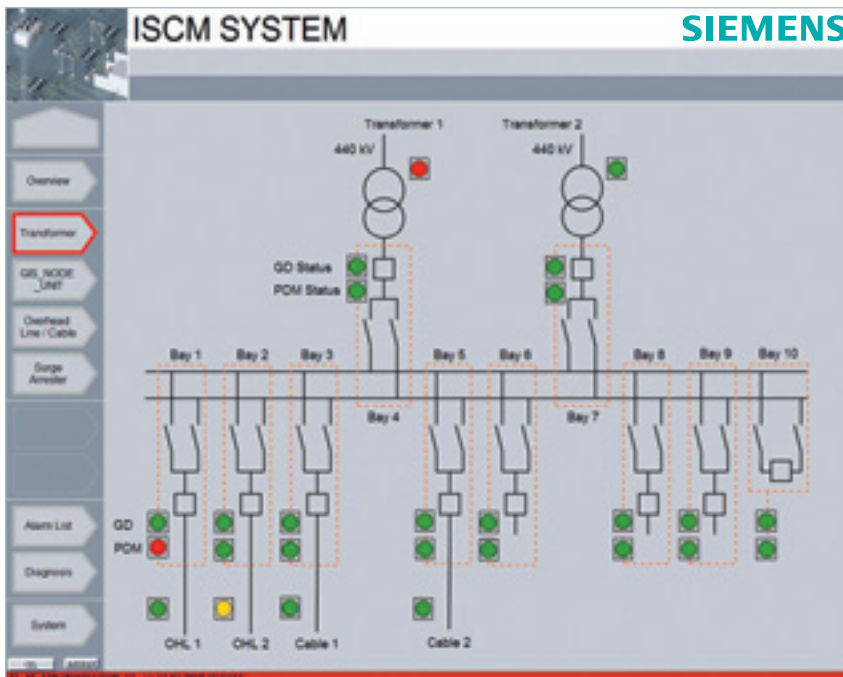 ISCM SYSTEM
SIEMENS
Transformer 1
Transformer 2
440 kV
440 kV
Overview
Transformer
GIS_NODE
_UNIT
GD Status
PDM Status
Overhead
Line / Cable
Surge
Arrester
Bay 1
Bay 2
Bay 3
Bay 5
Bay 6
Bay 8
Bay 9
Bay 10
Bay 4
Bay 7
Alarm List
GD
PDM
Diagnosis
System
OHL 1
OHL 2
Cable 1
Cable 2